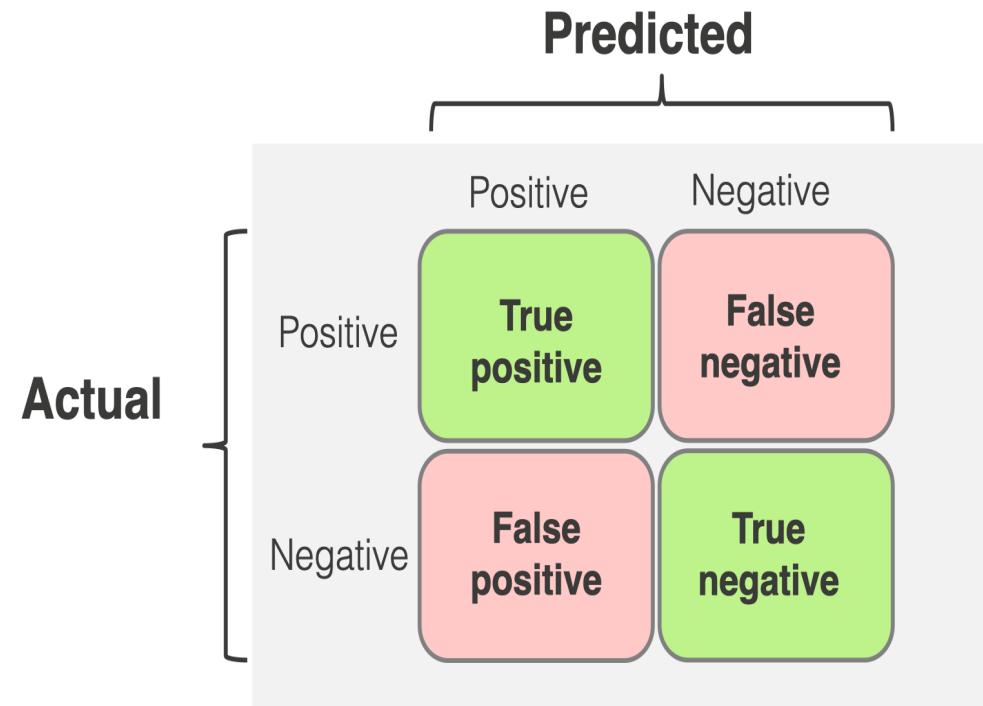 Predicted
Positive Negative
Positive
True
positive
False
negative
Actual
Negative
False
positive
True
negative